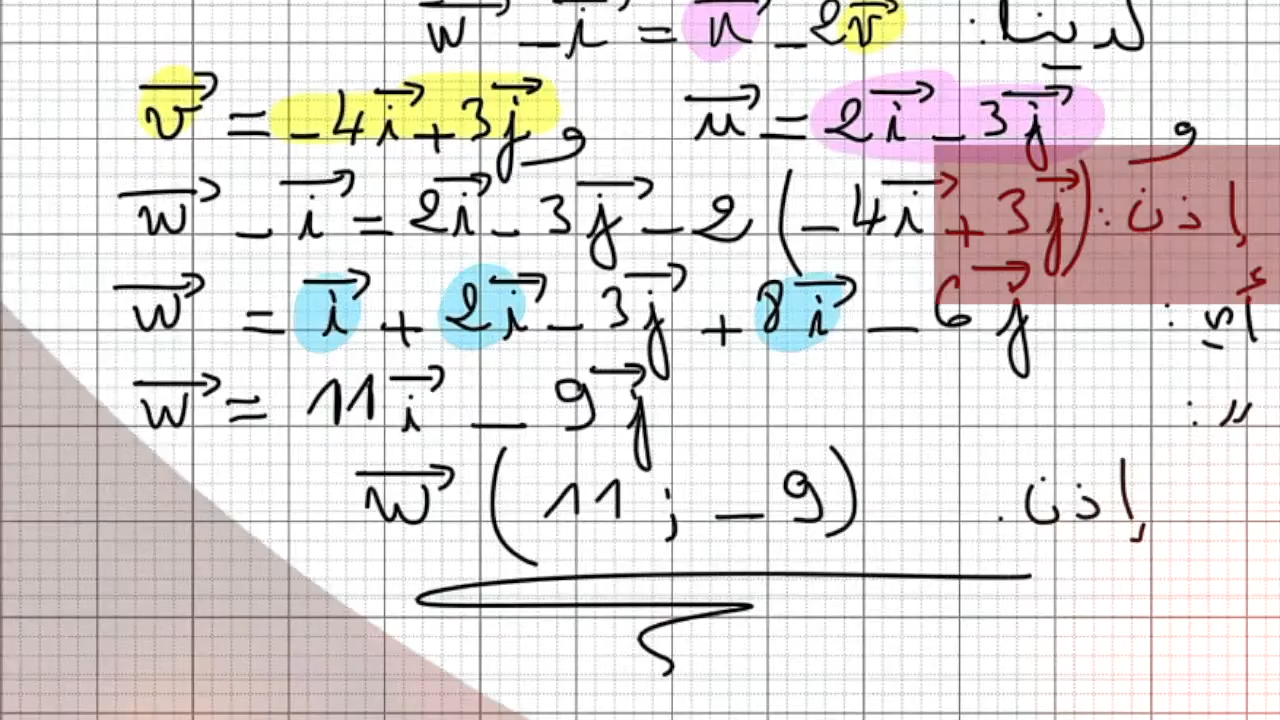 لدينا: w⃗ - i⃗ = u⃗ - 2v⃗
و u⃗ = 2i⃗ - 3j⃗ و v⃗ = -4i⃗ + 3j⃗
إذن: w⃗ - i⃗ = 2i⃗ - 3j⃗ - 2(-4i⃗ + 3j⃗)
أي: w⃗ = i⃗ + 2i⃗ - 3j⃗ + 8i⃗ - 6j⃗
〃: w⃗ = 11i⃗ - 9j⃗
إذن. w⃗ (11 ; -9)